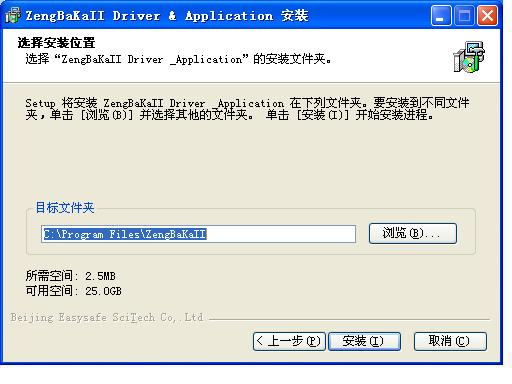 ZengBaKaII Driver & Application 安装
选择安装位置
选择“ZengBaKaII Driver _Application”的安装文件夹。
Setup 将安装 ZengBaKaII Driver _Application 在下列文件夹。要安装到不同文件
夹，单击 [浏览(B)] 并选择其他的文件夹。 单击 [安装(I)] 开始安装进程。
目标文件夹
C:\Program Files\ZengBaKaII
浏览(B)...
所需空间: 2.5MB
可用空间: 25.0GB
Beijing Easysafe SciTech Co,.Ltd
< 上一步(P)
安装(I)
取消(C)